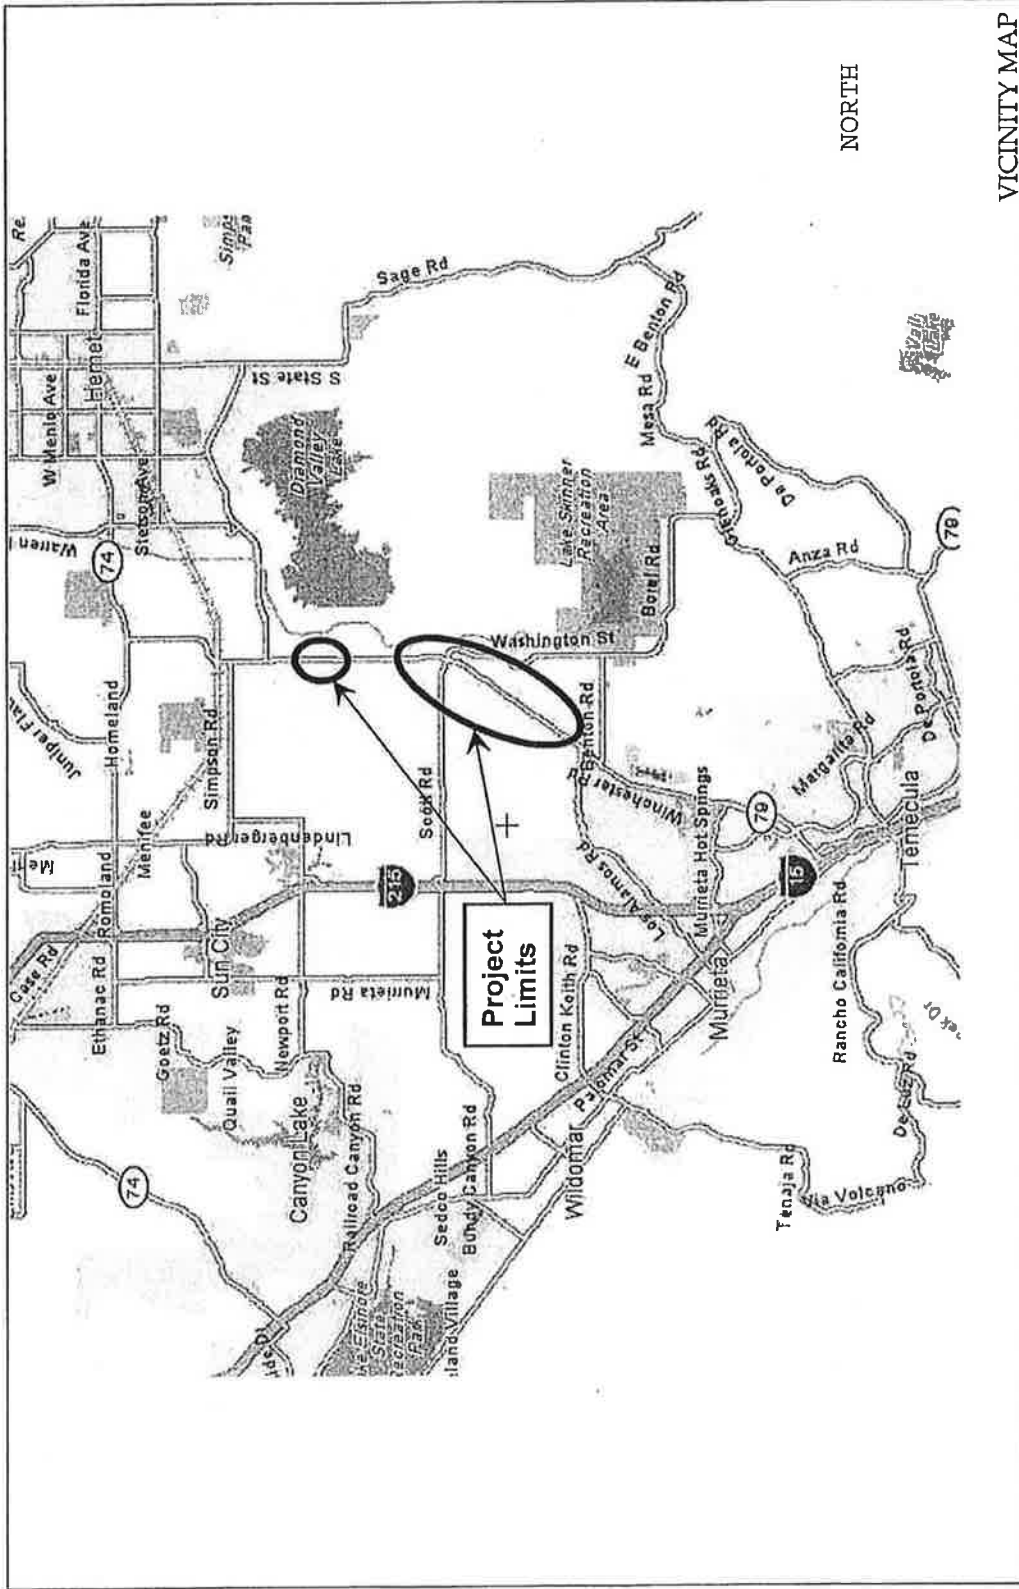 NORTH
VICINITY MAP
Project
Limits
Case Rd
Ethanac Rd
Romoland
Homeland
Juniper Flat
Menifee
Simpson Rd
Goetz Rd
Quail Valley
Sun City
Newport Rd
Lindenberger Rd
Murrieta Rd
Canyon Lake
Railroad Canyon Rd
74
215
Scott Rd
Sedco Hills
Bundy Canyon Rd
Wildomar
Clinton Keith Rd
Palomar St
Los Alamos Rd
Murrieta
Murrieta Hot Springs
Winchester Rd
Benton Rd
Washington St
Borel Rd
79
15
Temecula
Margarita Rd
Rancho California Rd
De Portola Rd
Anza Rd
De Portola Rd
Glenoaks Rd
Mesa Rd
E Benton Rd
Sage Rd
79
Tenaja Rd
Via Volcano
De Luz Rd
Lake Skinner
Recreation
Area
Diamond
Valley
Lake
S State St
Hemet
Florida Ave
W Menlo Ave
Stetson Ave
74
State